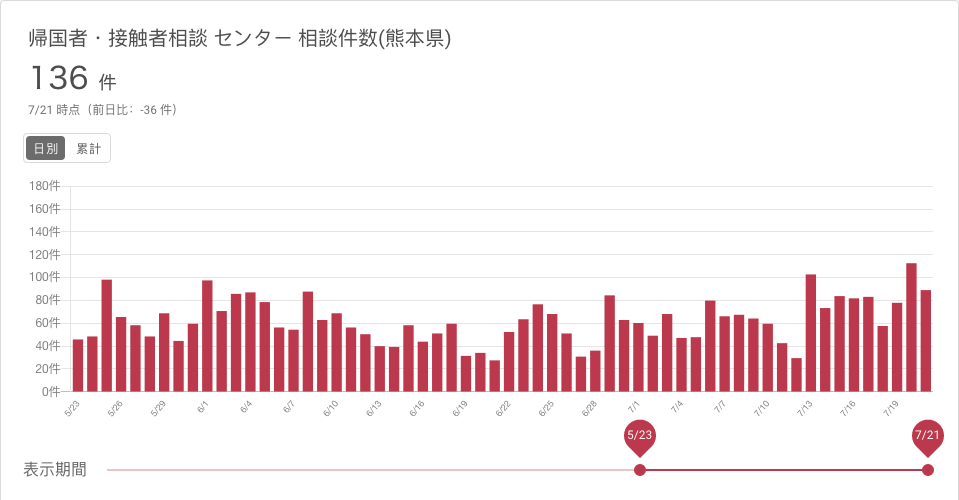 帰国者・接触者相談 センター 相談件数(熊本県)
136 件
7/21 時点（前日比：-36 件）
日別 累計
180件
160件
140件
120件
100件
80件
60件
40件
20件
0件
5/23 5/26 5/29 6/1 6/4 6/7 6/10 6/13 6/16 6/19 6/22 6/25 6/28 7/1 7/4 7/7 7/10 7/13 7/16 7/19
5/23 7/21
表示期間